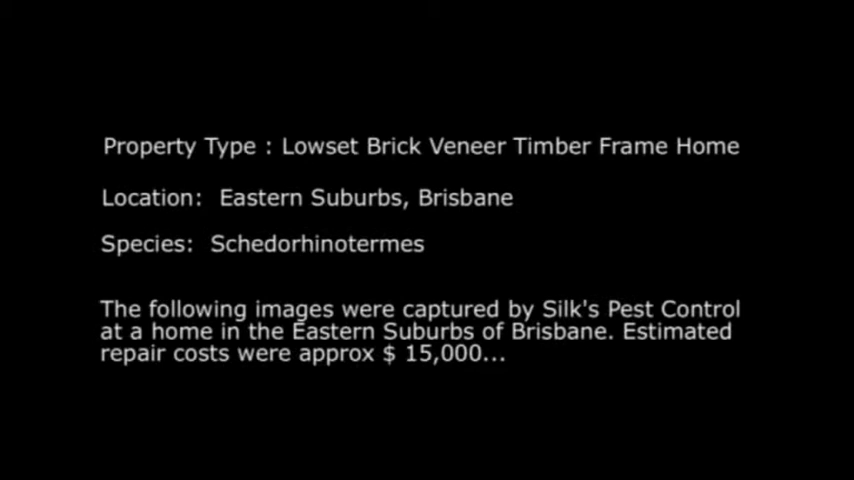 Property Type : Lowset Brick Veneer Timber Frame Home
Location: Eastern Suburbs, Brisbane
Species: Schedorhinotermes
The following images were captured by Silk's Pest Control
at a home in the Eastern Suburbs of Brisbane. Estimated
repair costs were approx $ 15,000...